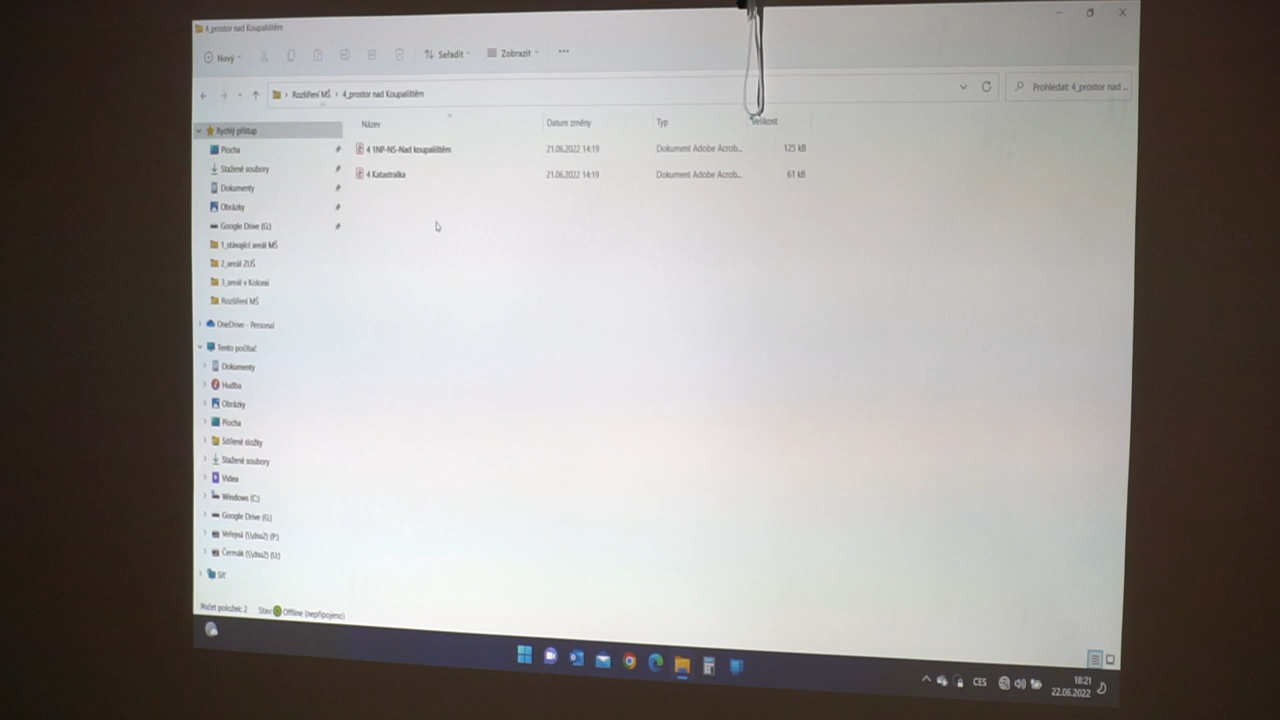 4_prostor nad Koupalištěm
Nový
Seřadit
Zobrazit
Rozšíření MŠ › 4_prostor nad Koupalištěm
Prohledat: 4_prostor nad ...
Název
Datum změny
Typ
Velikost
4 1NP-NS-Nad koupalištěm
21.06.2022 14:19
Dokument Adobe Acrob...
125 kB
4 Katastralka
21.06.2022 14:19
Dokument Adobe Acrob...
61 kB
Rychlý přístup
Plocha
Stažené soubory
Dokumenty
Obrázky
Google Drive (G:)
1_stávající areál MŠ
2_areál ZUŠ
3_areál v Kolonii
Rozšíření MŠ
OneDrive - Personal
Tento počítač
Dokumenty
Hudba
Obrázky
Plocha
Sdílené složky
Stažené soubory
Videa
Windows (C:)
Google Drive (G:)
Veřejná (\\dsu2) (P:)
Čermák (\\dsu2) (U:)
Síť
Počet položek: 2
Stav: Offline (nepřipojeno)
CES
18:21
22.06.2022